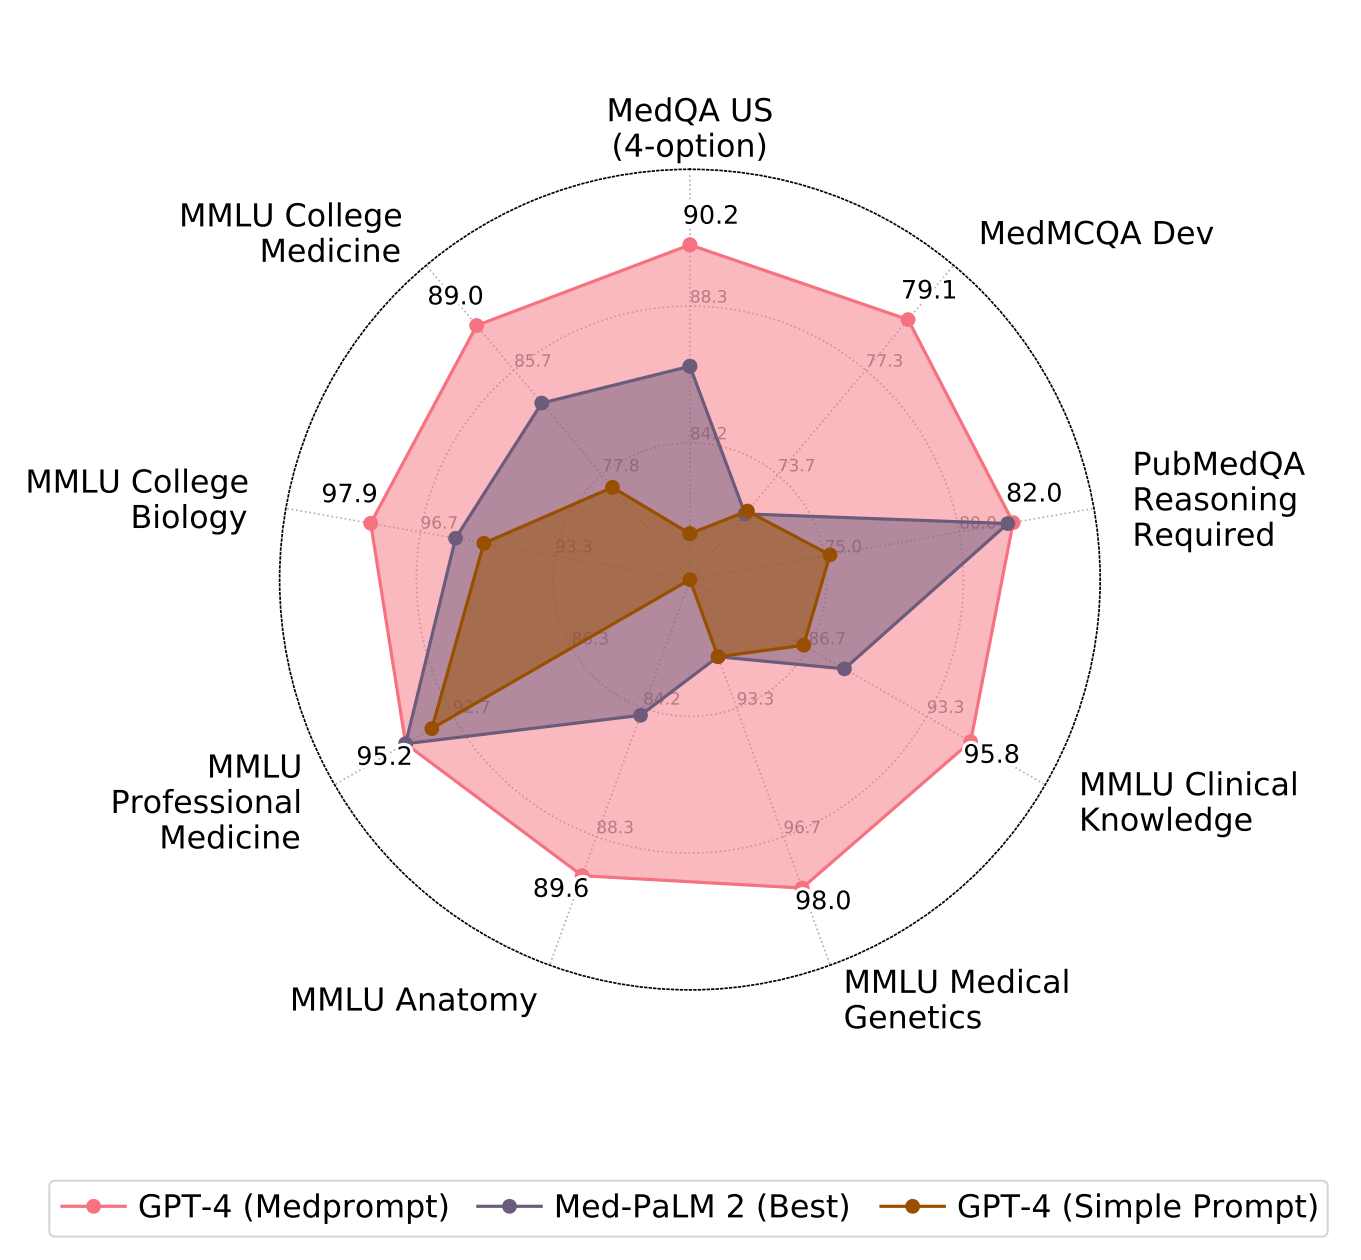 MedQA US
(4-option)
90.2
88.3
84.2
MedMCQA Dev
79.1
77.3
73.7
PubMedQA
Reasoning
Required
82.0
80.0
75.0
MMLU Clinical
Knowledge
95.8
93.3
86.7
MMLU Medical
Genetics
98.0
96.7
93.3
MMLU Anatomy
89.6
88.3
84.2
MMLU
Professional
Medicine
95.2
92.7
86.3
MMLU College
Biology
97.9
96.7
93.3
MMLU College
Medicine
89.0
85.7
77.8
GPT-4 (Medprompt)
Med-PaLM 2 (Best)
GPT-4 (Simple Prompt)